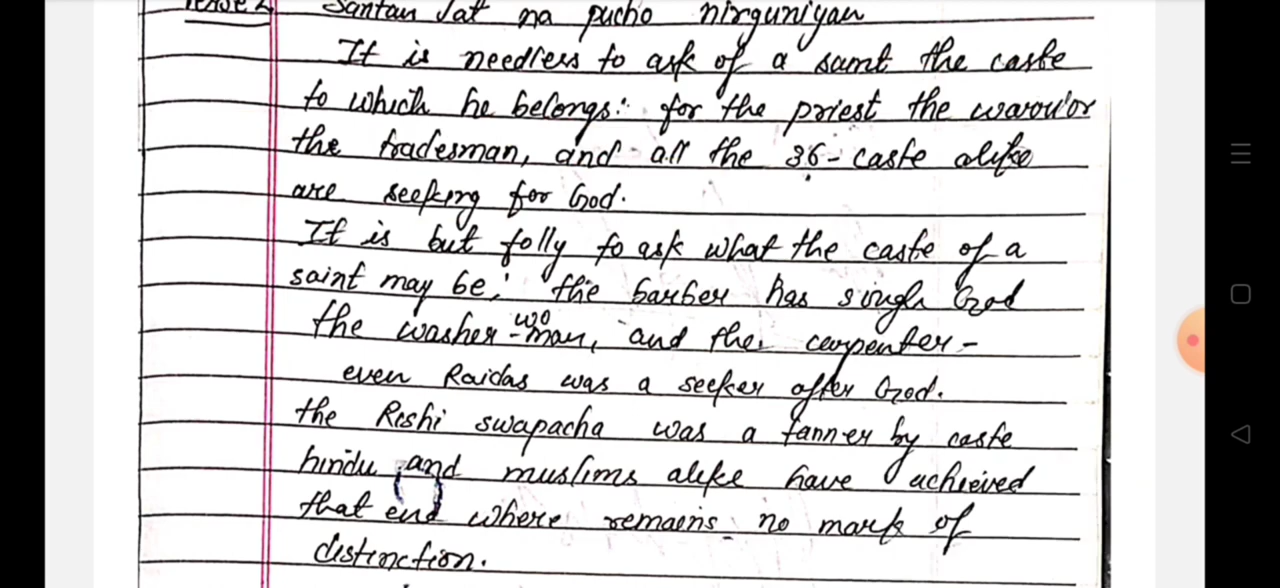 Santan Jat na pucho nirguniyan
It is needless to ask of a saint the caste
to which he belongs: for the priest the warrior
the tradesman, and all the 36-caste alike
are seeking for God.
It is but folly to ask what the caste of a
saint may be; the barber has God
the washer-woman, and the carpenter-
even Raidas was a seeker after God.
the Rishi swapacha was a tanner by caste
hindu and muslims alike have achieved
that end where remains no mark of
distinction.